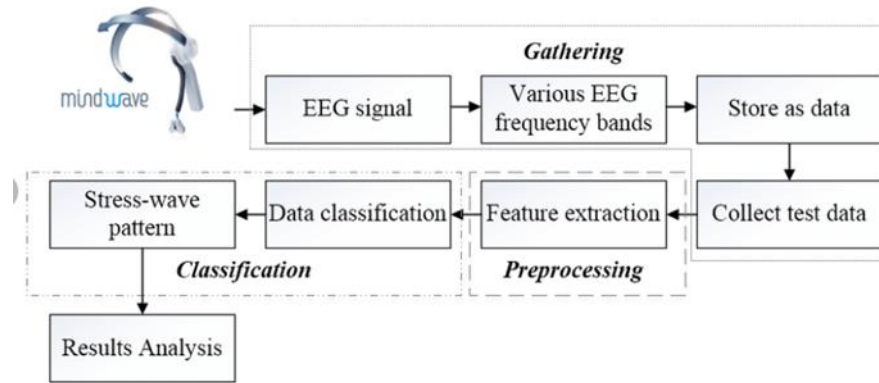 mindwave
Gathering
EEG signal
Various EEG
frequency bands
Store as data
Collect test data
Feature extraction
Preprocessing
Data classification
Stress-wave
pattern
Classification
Results Analysis